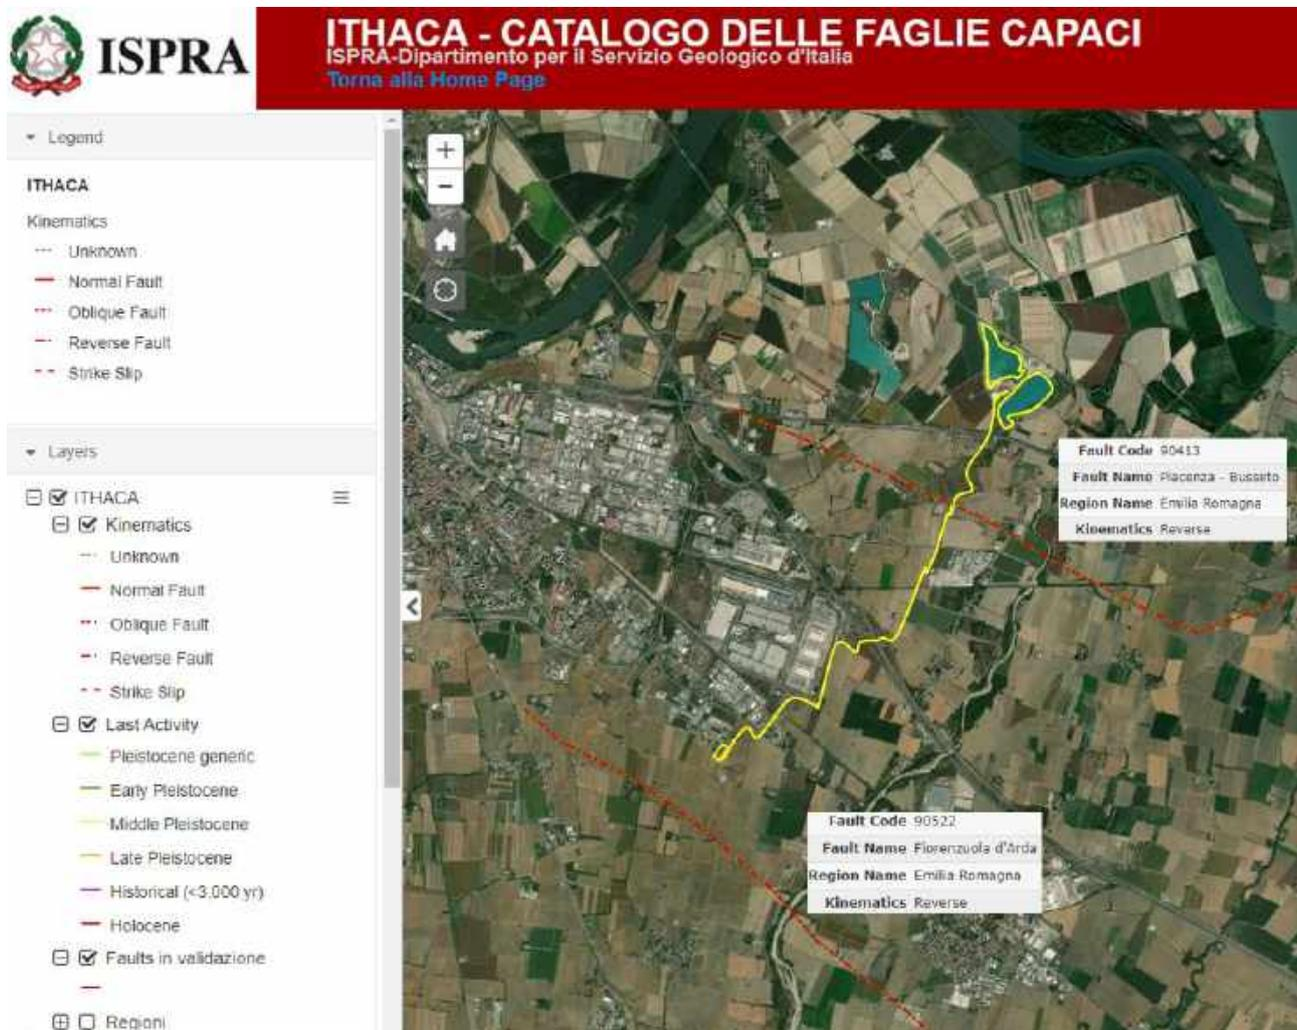 ISPRA
ITHACA - CATALOGO DELLE FAGLIE CAPACI
ISPRA-Dipartimento per il Servizio Geologico d'Italia
Torna alla Home Page
Legend
ITHACA
Kinematics
Unknown
Normal Fault
Oblique Fault
Reverse Fault
Strike Slip
Layers
ITHACA
Kinematics
Unknown
Normal Fault
Oblique Fault
Reverse Fault
Strike Slip
Last Activity
Pleistocene generic
Early Pleistocene
Middle Pleistocene
Late Pleistocene
Historical (<3.000 yr)
Holocene
Faults in validazione
Regioni
+
−
Fault Code 90413
Fault Name Piacenza - Busseto
Region Name Emilia Romagna
Kinematics Reverse
Fault Code 90522
Fault Name Fiorenzuola d'Arda
Region Name Emilia Romagna
Kinematics Reverse